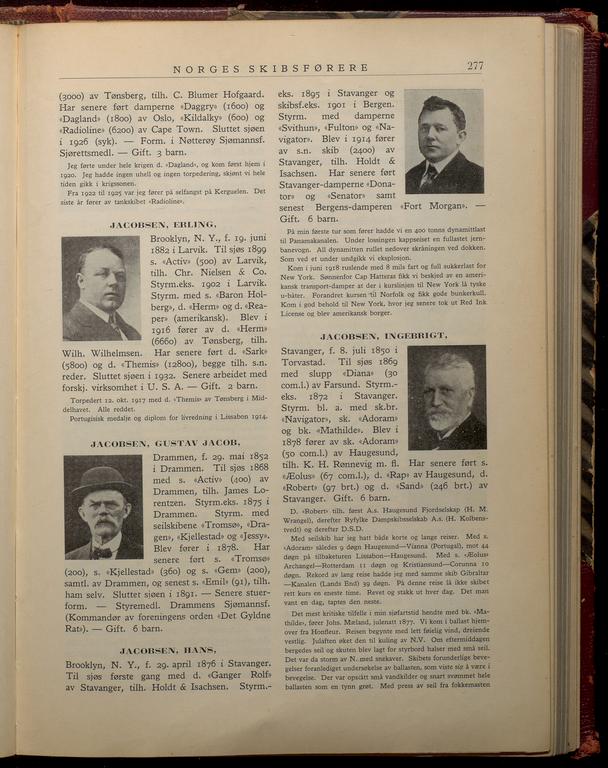 NORGES SKIBSFØRERE 277
(3000) av Tønsberg, tilh. C. Blumer Hofgaard.
Har senere ført damperne «Daggry» (1600) og
«Dagland» (1800) av Oslo, «Kildalky» (600) og
«Radioline» (6200) av Cape Town. Sluttet sjøen
i 1926 (syk). — Form. i Nøtterøy Sjømannsf.
Sjørettsmedl. — Gift. 3 barn.
Jeg førte under hele krigen d. «Dagland», og kom først hjem i
1920. Jeg hadde ingen uhell og ingen torpedering, skjønt vi hele
tiden gikk i krigssonen.
Fra 1922 til 1925 var jeg fører på selfangst på Kerguelen. Det
siste år fører av tankskibet «Radioline».
JACOBSEN, ERLING,
Brooklyn, N. Y., f. 19. juni
1882 i Larvik. Til sjøs 1899
s. «Activ» (500) av Larvik,
tilh. Chr. Nielsen & Co.
Styrm.eks. 1902 i Larvik.
Styrm. med s. «Baron Hol-
berg», d. «Herm» og d. «Rea-
per» (amerikansk). Blev i
1916 fører av d. «Herm»
(6660) av Tønsberg, tilh.
Wilh. Wilhelmsen. Har senere ført d. «Sark»
(5800) og d. «Themis» (12800), begge tilh. s.n.
reder. Sluttet sjøen i 1932. Senere arbeidet med
forskj. virksomhet i U. S. A. — Gift. 2 barn.
Torpedert 12. okt. 1917 med d. «Themis» av Tønsberg i Mid-
delhavet. Alle reddet.
Portugisisk medalje og diplom for livredning i Lissabon 1914.
JACOBSEN, GUSTAV JACOB,
Drammen, f. 29. mai 1852
i Drammen. Til sjøs 1868
med s. «Activ» (400) av
Drammen, tilh. James Lo-
rentzen. Styrm.eks. 1875 i
Drammen. Styrm. med
seilskibene «Tromsø», «Dra-
gen», «Kjellestad» og «Jessy».
Blev fører i 1878. Har
senere ført s. «Tromsø»
(200), s. «Kjellestad» (360) og s. «Gem» (200),
samtl. av Drammen, og senest s. «Emil» (91), tilh.
ham selv. Sluttet sjøen i 1891. — Senere stuer-
form. — Styremedl. Drammens Sjømannsf.
(Kommandør av foreningens orden «Det Gyldne
Rat»). — Gift. 6 barn.
JACOBSEN, HANS,
Brooklyn, N. Y., f. 29. april 1876 i Stavanger.
Til sjøs første gang med d. «Ganger Rolf»
av Stavanger, tilh. Holdt & Isachsen. Styrm.-
eks. 1895 i Stavanger og
skibsf.eks. 1901 i Bergen.
Styrm. med damperne
«Svithun», «Fulton» og «Na-
vigator». Blev i 1914 fører
av s.n. skib (2400) av
Stavanger, tilh. Holdt &
Isachsen. Har senere ført
Stavanger-damperne «Dona-
tor» og «Senator» samt
senest Bergens-damperen «Fort Morgan». —
Gift. 6 barn.
På min første tur som fører hadde vi en 400 tonns dynamittlast
til Panamakanalen. Under lossingen kappseiset en fullastet jern-
banevogn. All dynamitten rullet nedover skråningen ved dokken.
Som ved et under undgikk vi eksplosjon.
Kom i juni 1918 ruslende med 8 mils fart og full sukkerlast for
New York. Sønnenfor Cap Hatteras fikk vi beskjed av en ameri-
kansk transport-damper at der i kurslinjen til New York lå tyske
u-båter. Forandret kursen til Norfolk og fikk gode bunkerkull.
Kom i god behold til New York, hvor jeg senere tok ut Red Ink
License og blev amerikansk borger.
JACOBSEN, INGEBRIGT,
Stavanger, f. 8. juli 1850 i
Torvastad. Til sjøs 1869
med slupp «Diana» (30
com.l.) av Farsund. Styrm.-
eks. 1872 i Stavanger.
Styrm. bl. a. med sk.br.
«Navigator», sk. «Adoram»
og bk. «Mathilde». Blev i
1878 fører av sk. «Adoram»
(50 com.l.) av Haugesund,
tilh. K. H. Rønnevig m. fl. Har senere ført s.
«Æolus» (67 com.l.), d. «Rap» av Haugesund, d.
«Robert» (97 brt.) og d. «Sand» (246 brt.) av
Stavanger. Gift. 6 barn.
D. «Robert» tilh. først A.s. Haugesund Fjordselskap (H. M.
Wrangel), derefter Ryfylke Dampskibsselskab A.s. (H. Kolbens-
tvedt) og derefter D.S.D.
Med seilskib har jeg hatt både korte og lange reiser. Med s.
«Adoram» således 9 døgn Haugesund—Vianna (Portugal), mot 44
døgn på tilbaketuren Lissabon—Haugesund. Med s. «Æolus»
Archangel—Rotterdam 11 døgn og Kristiansund—Corunna 10
døgn. Rekord av lang reise hadde jeg med samme skib Gibraltar
—Kanalen (Lands End) 39 døgn. På denne reise lå ikke skibet
rett kurs en eneste time. Revet og stakk ut hver dag. Det man
vant en dag, taptes den neste.
Det mest kritiske tilfelle i min sjøfartstid hendte med bk. «Ma-
thilde», fører Johs. Mæland, julenatt 1877. Vi kom i ballast hjem-
over fra Honfleur. Reisen begynte med lett føielig vind, dreiende
vestlig. Julaften øket den til kuling av N.V. Om eftermiddagen
bergedes seil og skuten blev lagt for styrbord halser med små seil.
Det var da storm av N. med snekaver. Skibets forunderlige beve-
gelser foranlediget undersøkelse av ballasten, som viste sig å være i
bevegelse. Der var opstått små vandkilder og snart svømmet hele
ballasten som en tynn grøt. Med press av seil fra fokkemasten